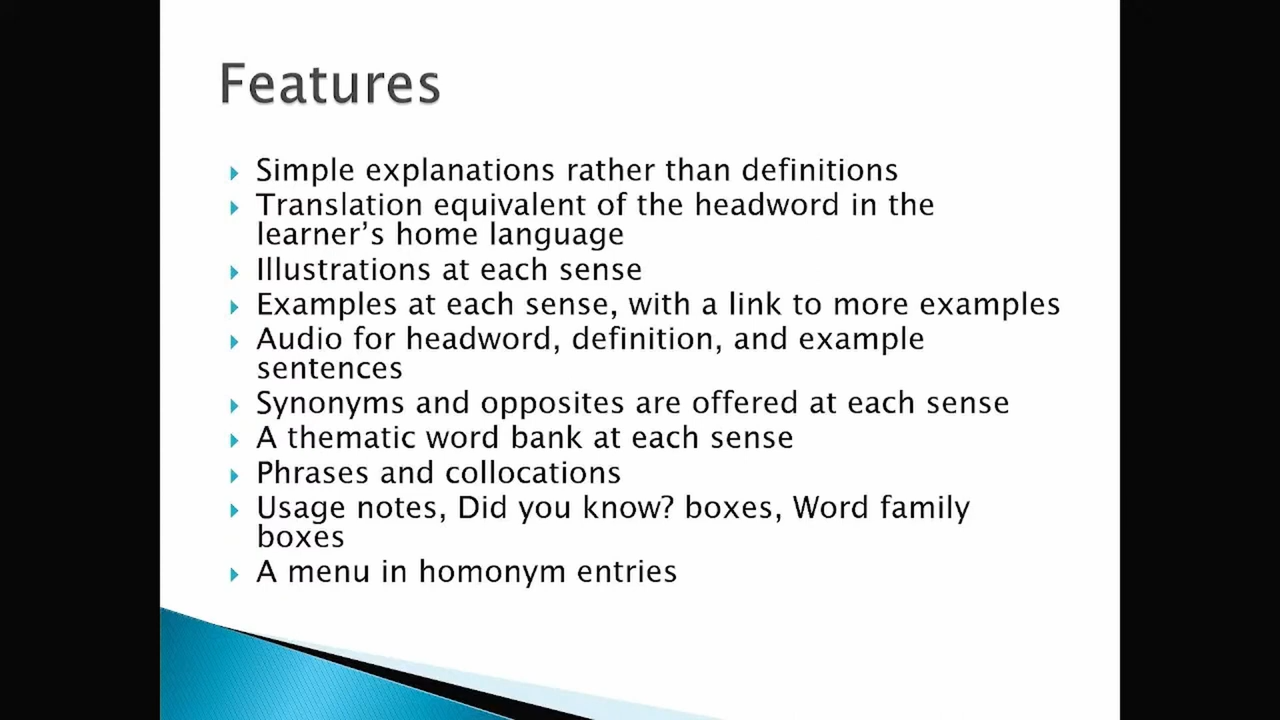 Features
Simple explanations rather than definitions
Translation equivalent of the headword in the
learner’s home language
Illustrations at each sense
Examples at each sense, with a link to more examples
Audio for headword, definition, and example
sentences
Synonyms and opposites are offered at each sense
A thematic word bank at each sense
Phrases and collocations
Usage notes, Did you know? boxes, Word family
boxes
A menu in homonym entries